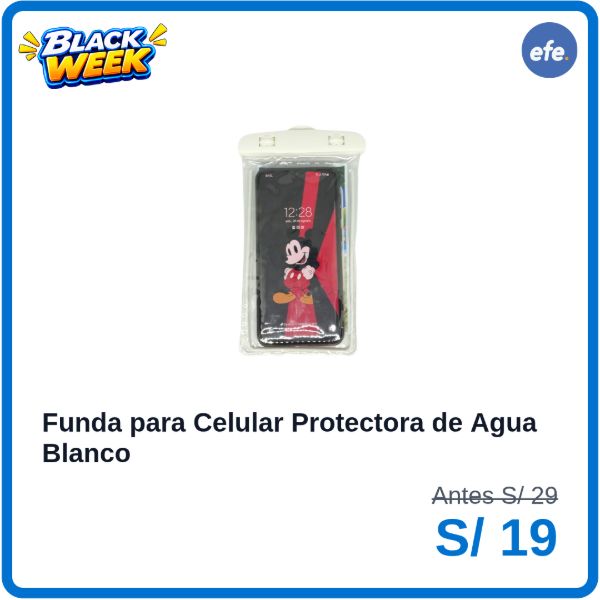 BLACK
WEEK
efe.
12:28
Funda para Celular Protectora de Agua
Blanco
Antes S/ 29
S/ 19